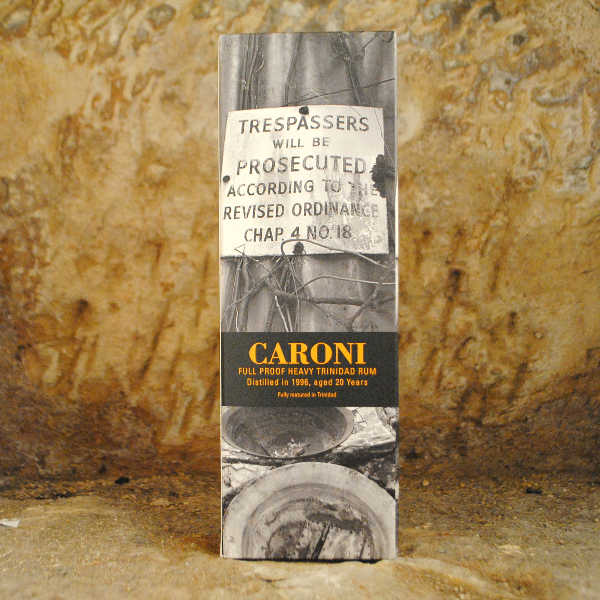 TRESPASSERS
WILL BE
PROSECUTED
ACCORDING TO THE
REVISED ORDINANCE
CHAP. 4 NO. 18
CARONI
FULL PROOF HEAVY TRINIDAD RUM
Distilled in 1996, aged 20 Years
Fully matured in Trinidad